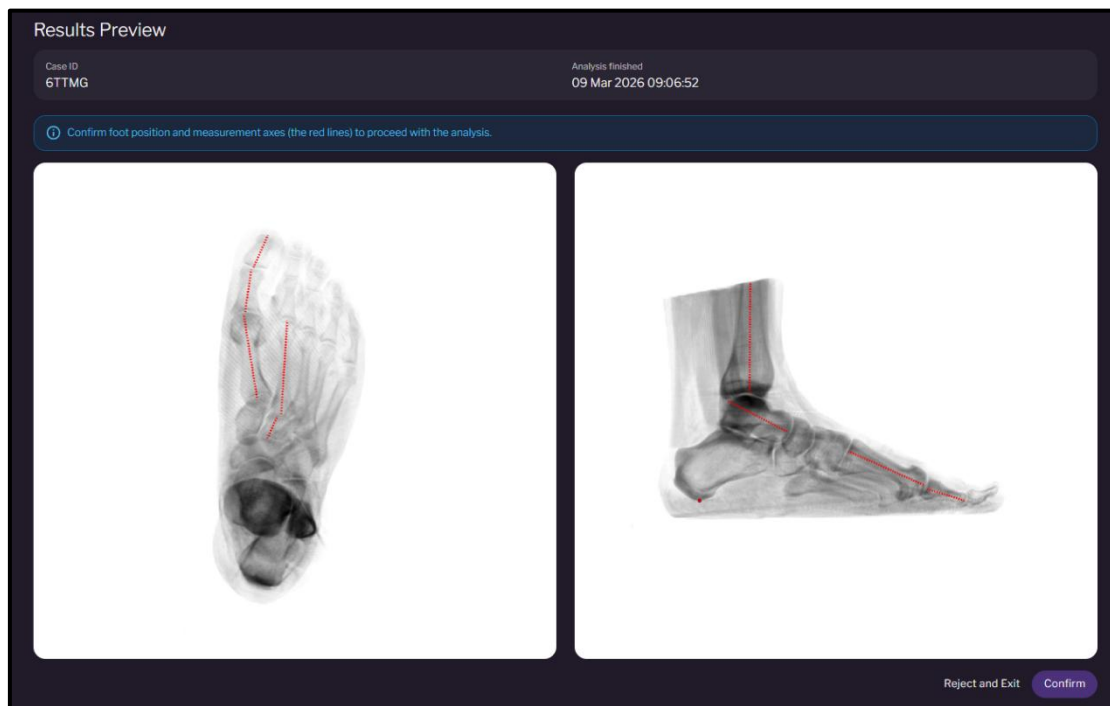 Results Preview
Case ID
6TTMG
Analysis finished
09 Mar 2026 09:06:52
Confirm foot position and measurement axes (the red lines) to proceed with the analysis.
Reject and Exit
Confirm